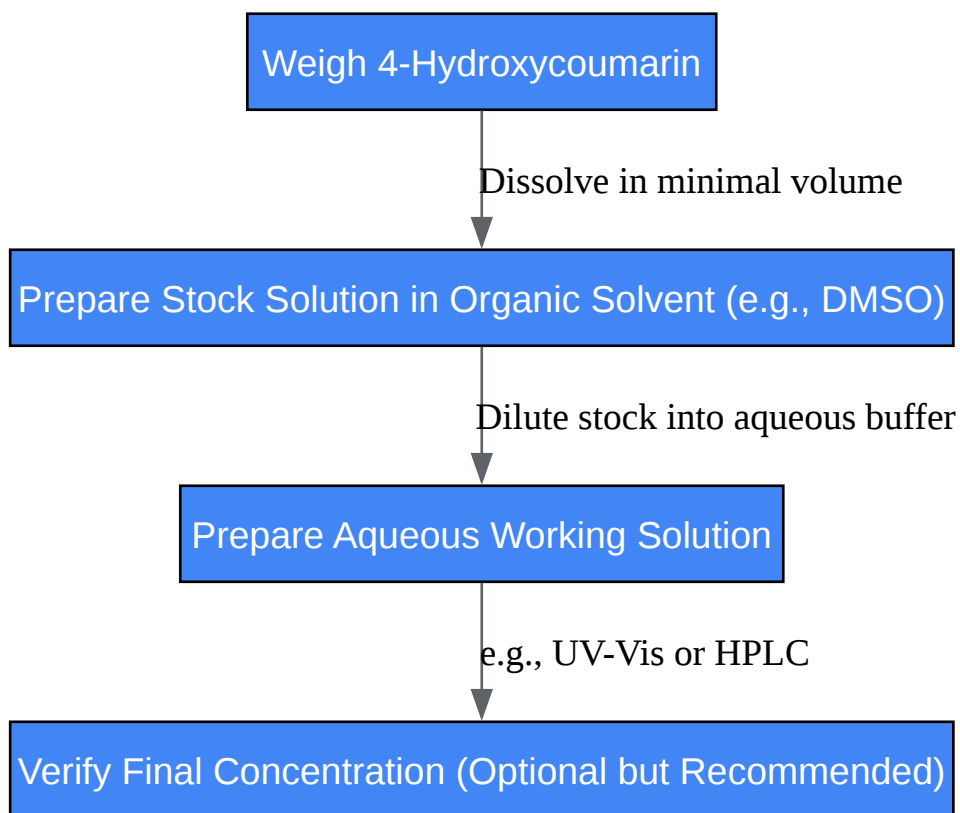 Weigh 4-Hydroxycoumarin
Dissolve in minimal volume
Prepare Stock Solution in Organic Solvent (e.g., DMSO)
Dilute stock into aqueous buffer
Prepare Aqueous Working Solution
e.g., UV-Vis or HPLC
Verify Final Concentration (Optional but Recommended)